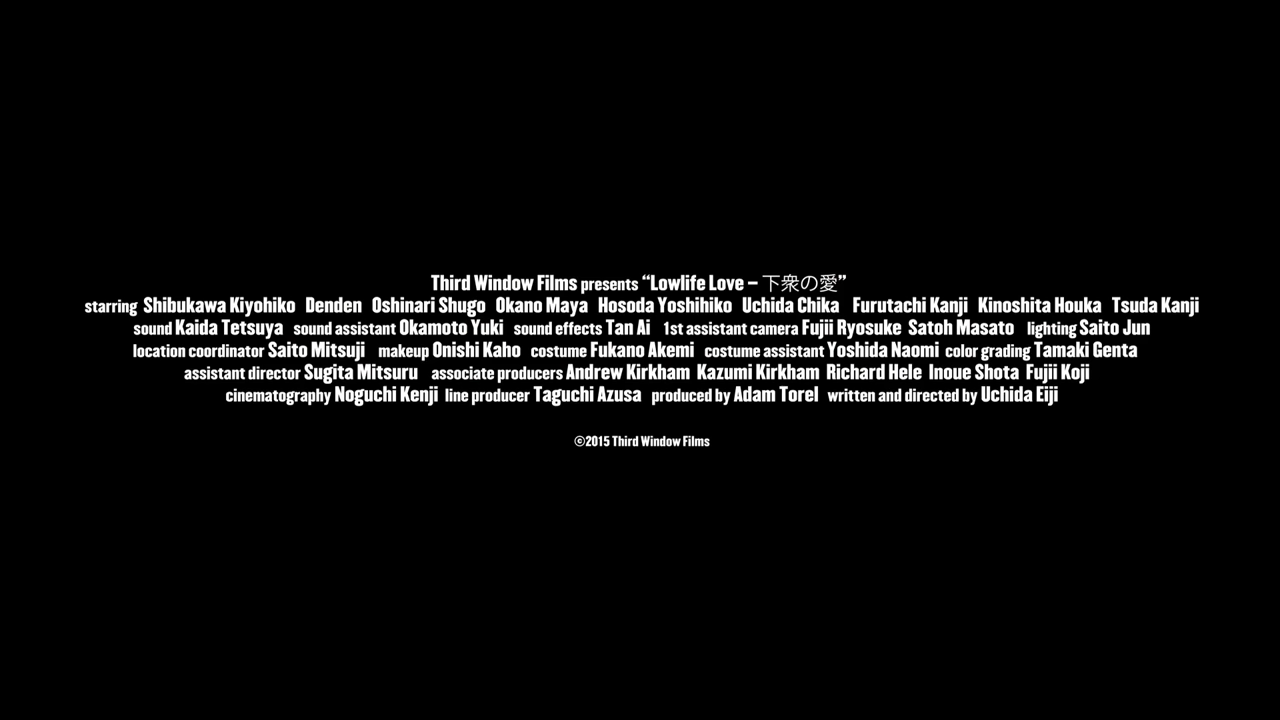 Third Window Films presents “Lowlife Love – 下衆の愛”
starring Shibukawa Kiyohiko Denden Oshinari Shugo Okano Maya Hosoda Yoshihiko Uchida Chika Furutachi Kanji Kinoshita Houka Tsuda Kanji
sound Kaida Tetsuya sound assistant Okamoto Yuki sound effects Tan Ai 1st assistant camera Fujii Ryosuke Satoh Masato lighting Saito Jun
location coordinator Saito Mitsuji makeup Onishi Kaho costume Fukano Akemi costume assistant Yoshida Naomi color grading Tamaki Genta
assistant director Sugita Mitsuru associate producers Andrew Kirkham Kazumi Kirkham Richard Hele Inoue Shota Fujii Koji
cinematography Noguchi Kenji line producer Taguchi Azusa produced by Adam Torel written and directed by Uchida Eiji
©2015 Third Window Films